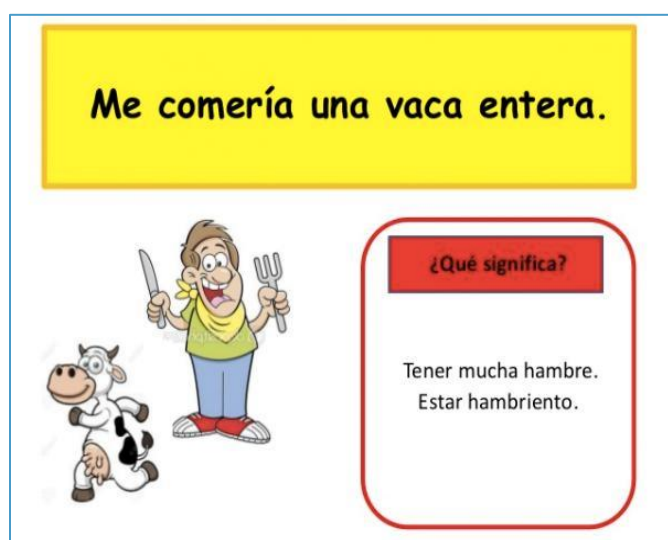 Me comería una vaca entera.
¿Qué significa?
Tener mucha hambre.
Estar hambriento.